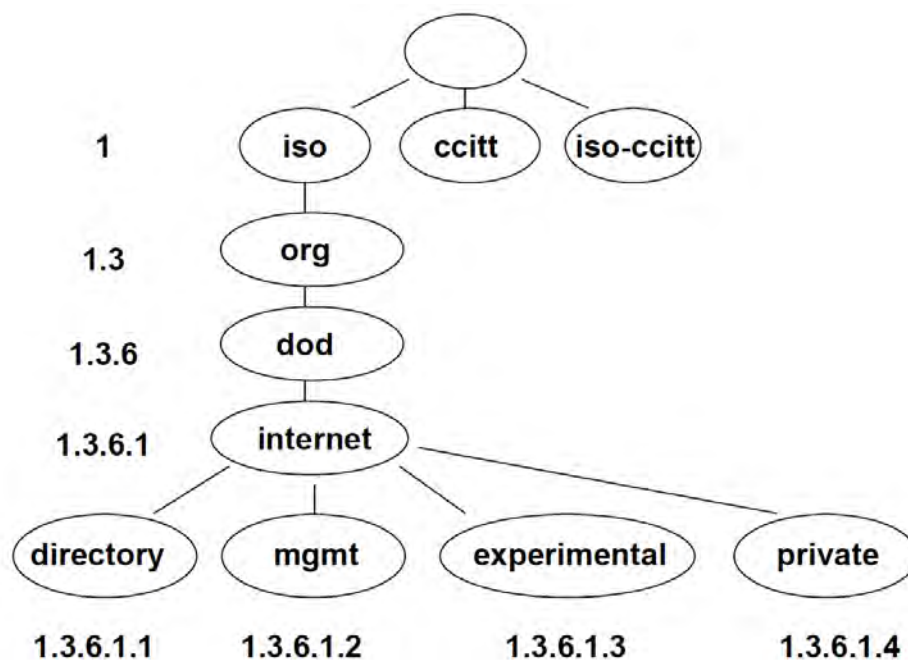 1 iso ccitt iso-ccitt
1.3 org
1.3.6 dod
1.3.6.1 internet
directory mgmt experimental private
1.3.6.1.1 1.3.6.1.2 1.3.6.1.3 1.3.6.1.4